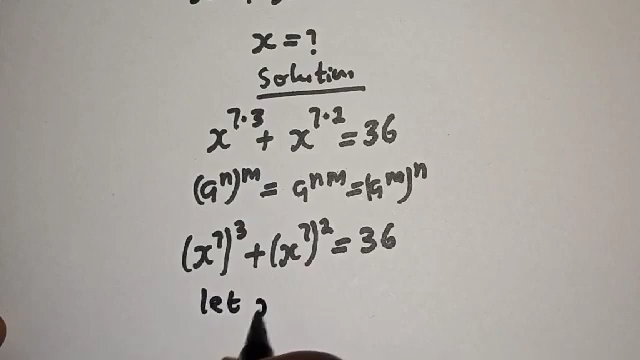 x = ?
Solution
x^{7·3} + x^{7·2} = 36
(a^n)^m = a^{nm} = (a^m)^n
(x^7)^3 + (x^7)^2 = 36
let